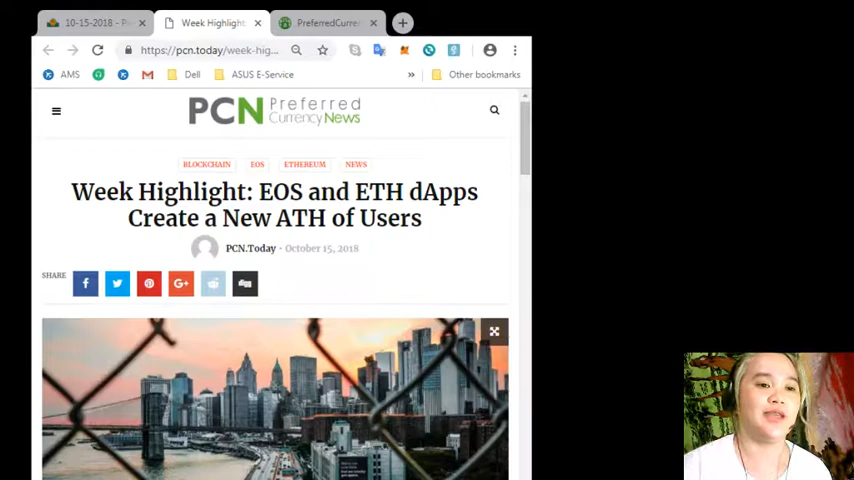 10-15-2018 - P
Week Highlight
PreferredCurre
https://pcn.today/week-hig...
AMS
Dell
ASUS E-Service
»
Other bookmarks
PCN Preferred
Currency News
BLOCKCHAIN EOS ETHEREUM NEWS
Week Highlight: EOS and ETH dApps
Create a New ATH of Users
PCN.Today - October 15, 2018
SHARE